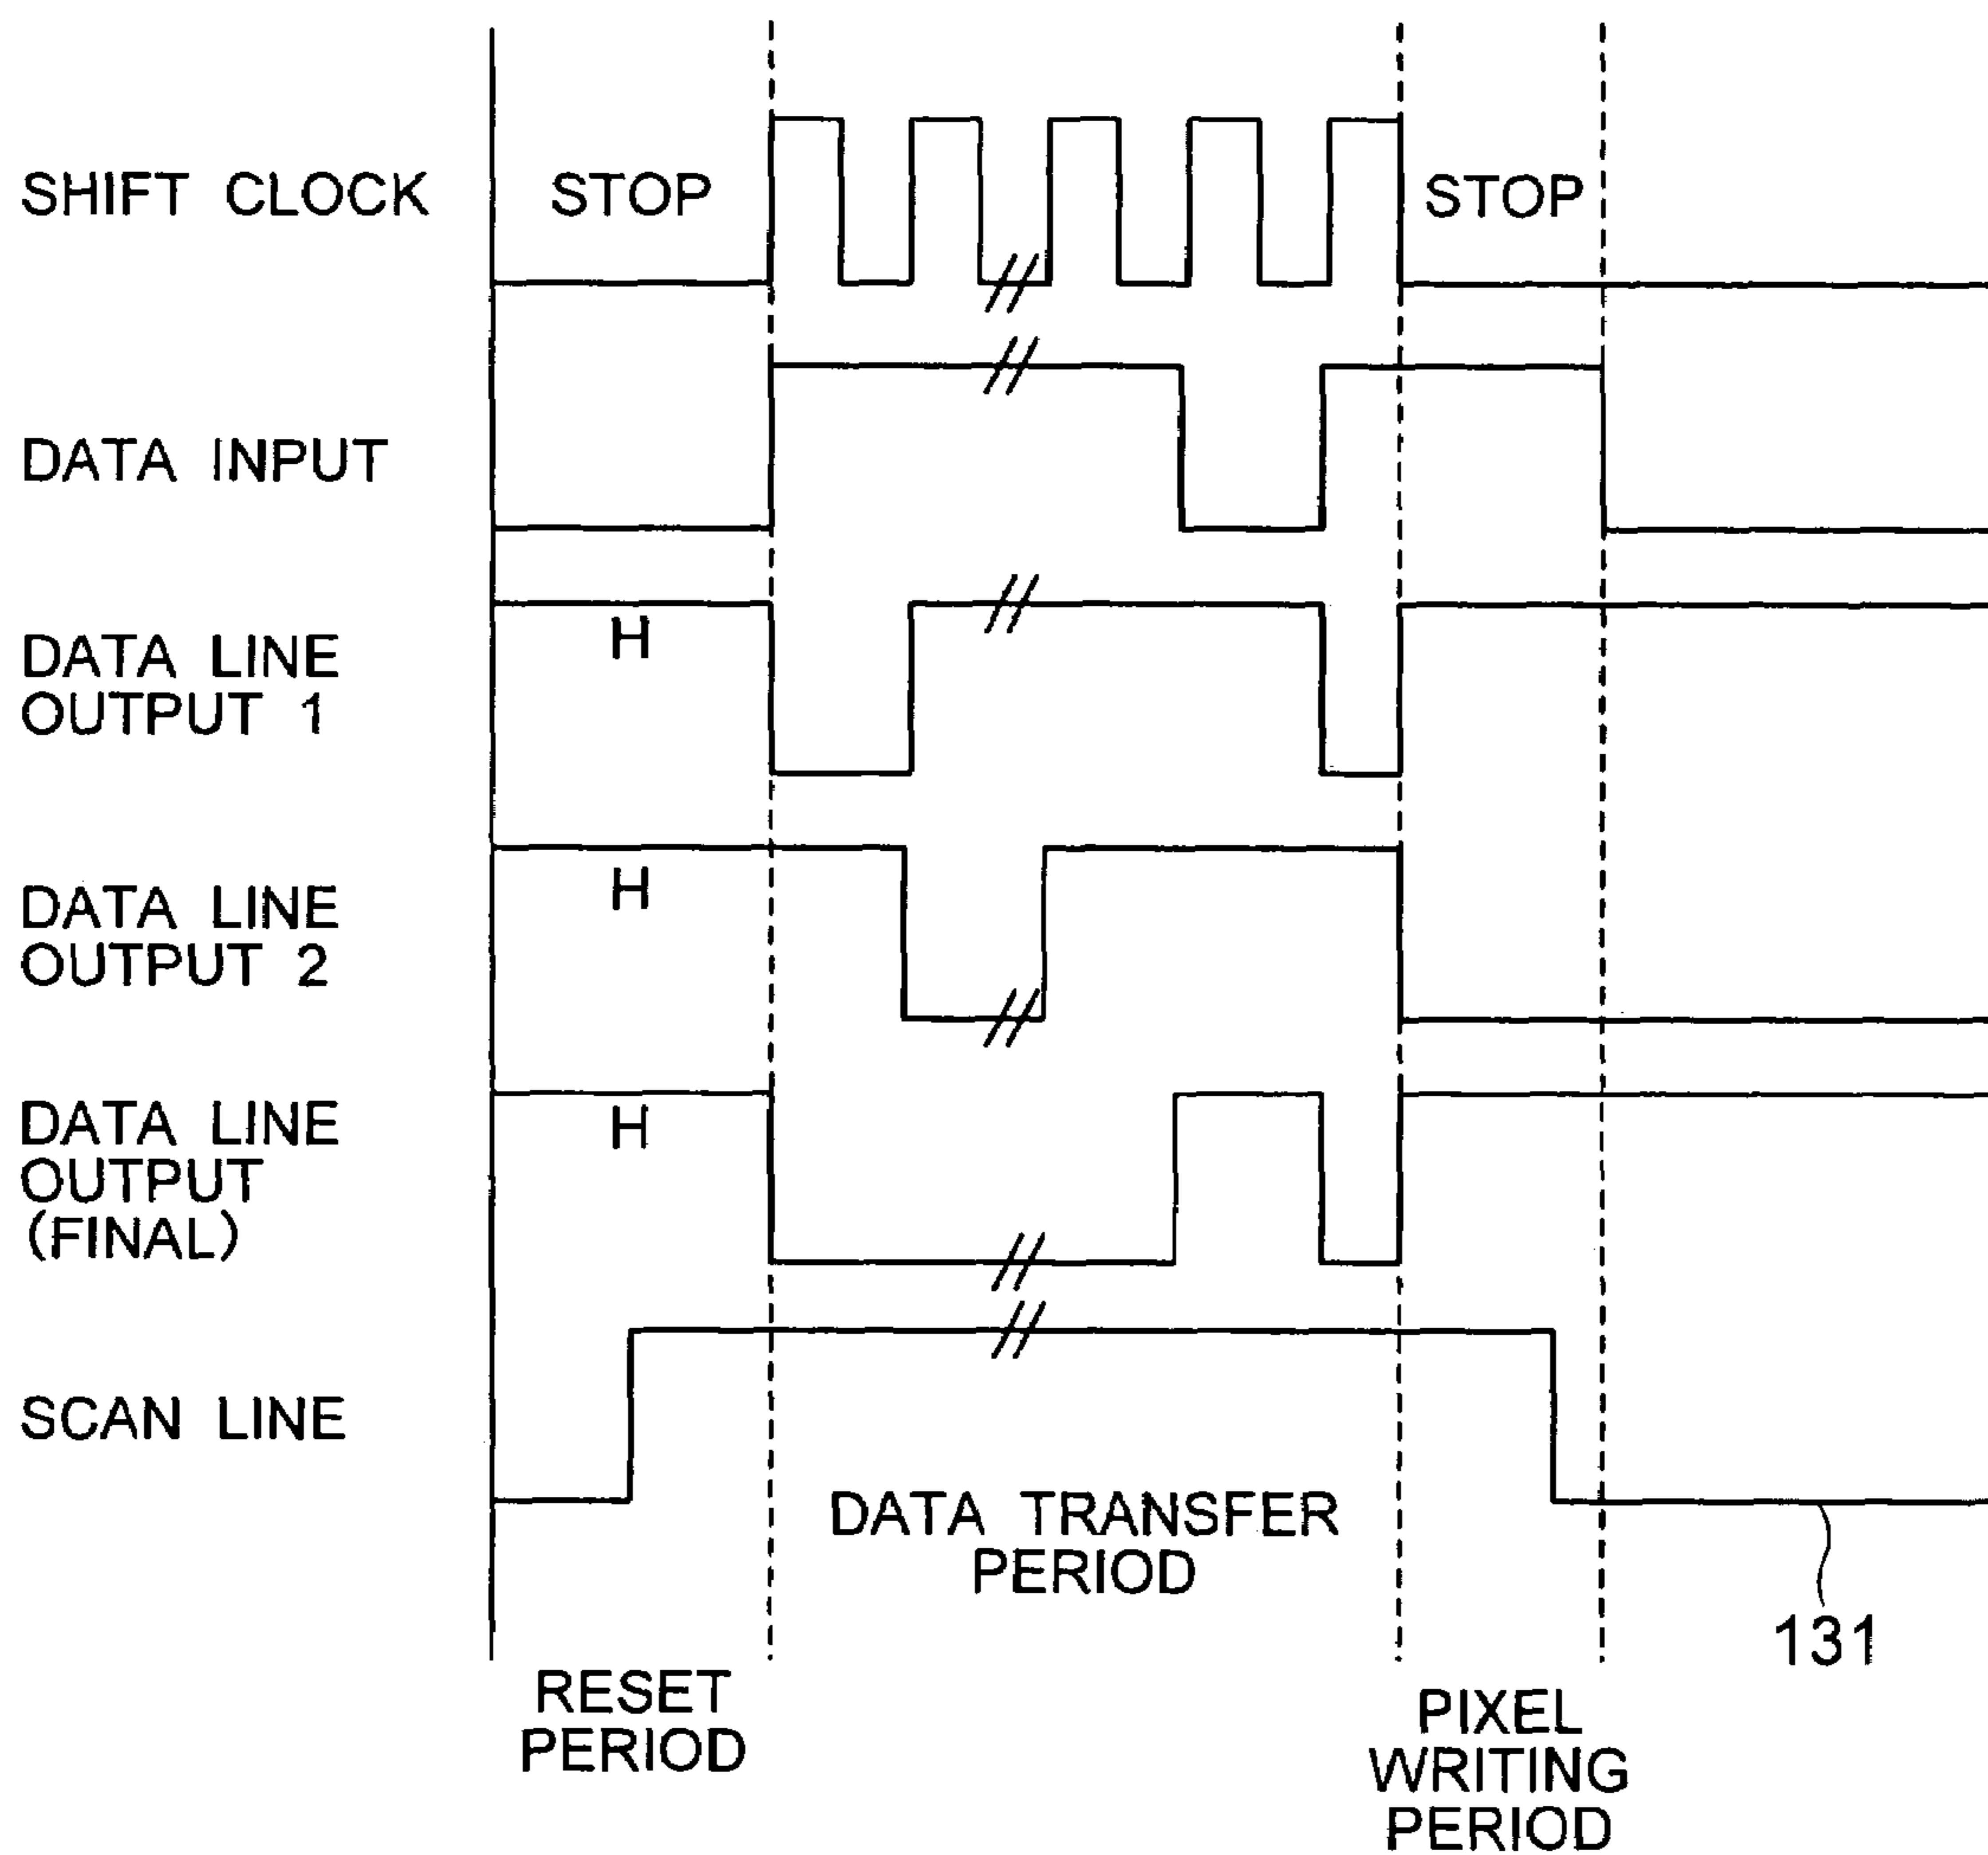 SHIFT CLOCK
STOP
STOP
DATA INPUT
DATA LINE
OUTPUT 1
H
DATA LINE
OUTPUT 2
H
DATA LINE
OUTPUT
(FINAL)
H
SCAN LINE
DATA TRANSFER
PERIOD
131
RESET
PERIOD
PIXEL
WRITING
PERIOD